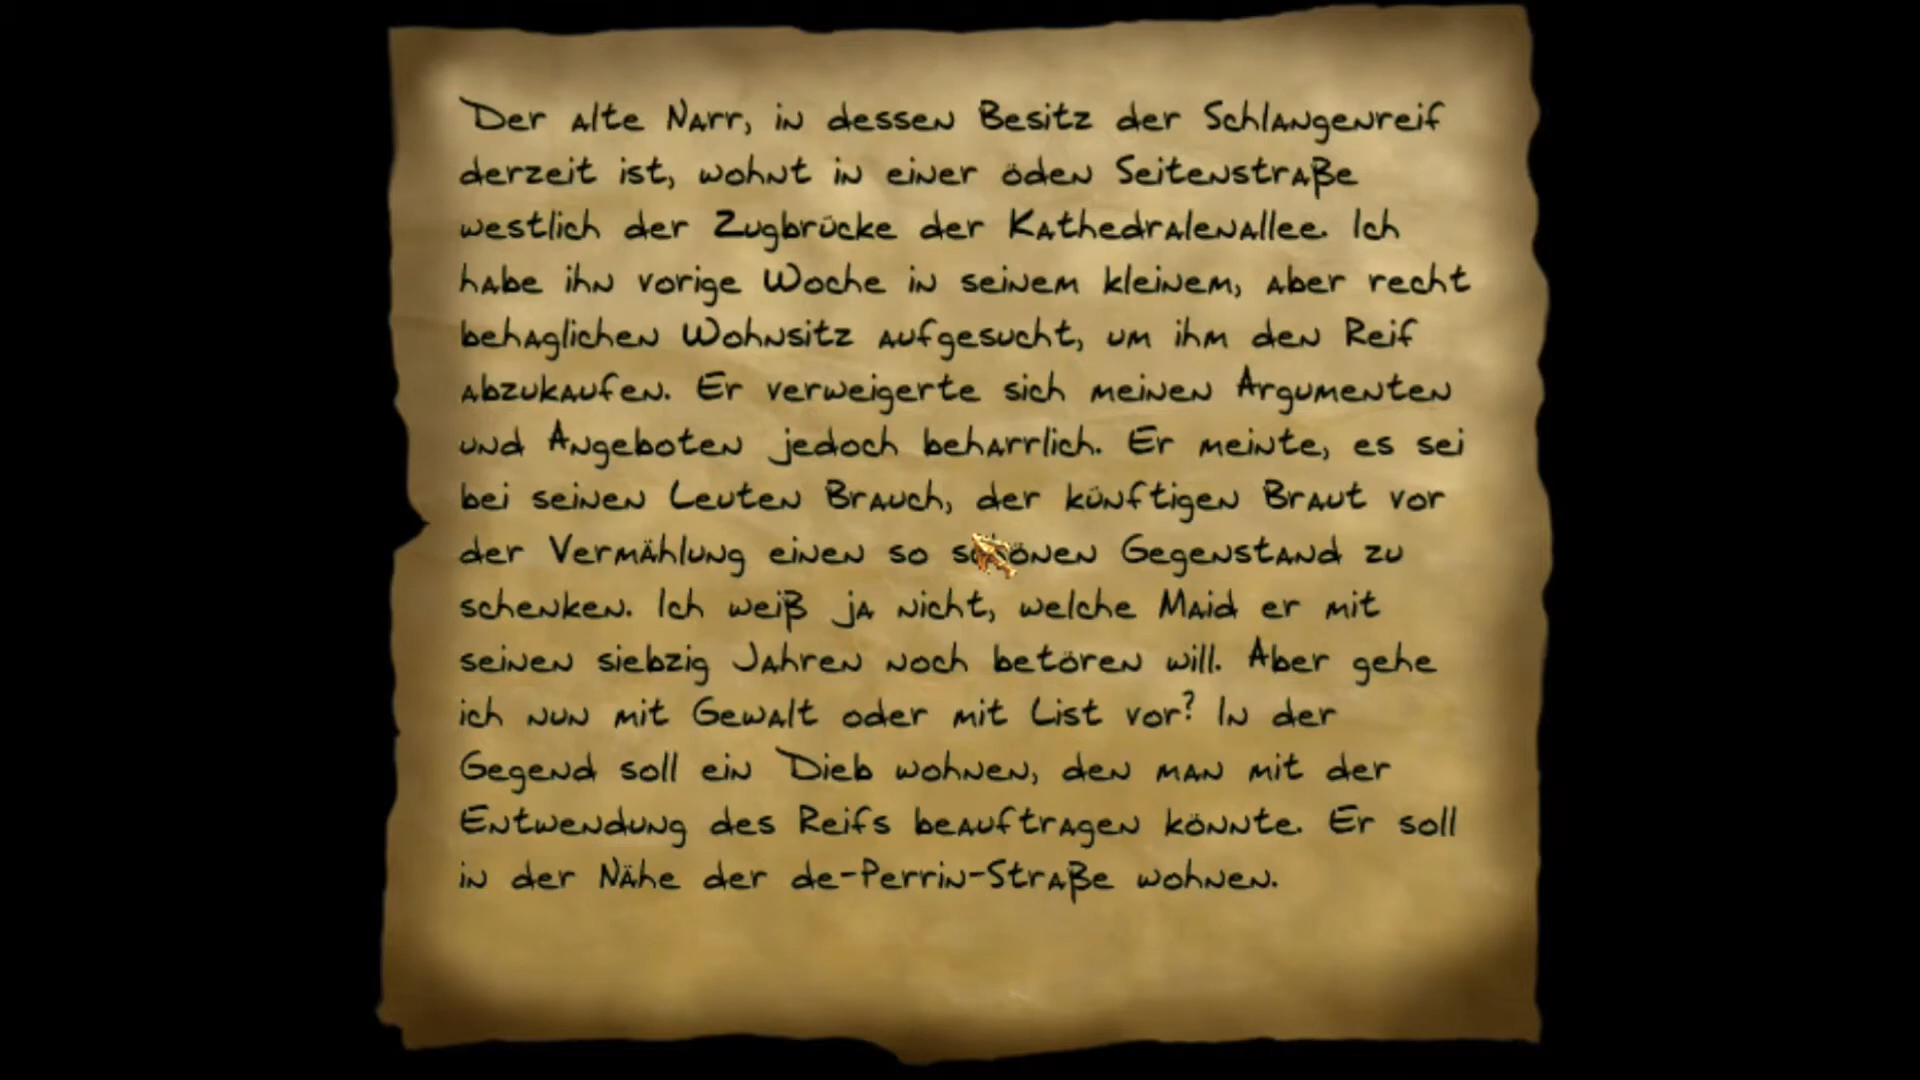 Der alte Narr, in dessen Besitz der Schlangenreif
derzeit ist, wohnt in einer öden Seitenstraße
westlich der Zugbrücke der Kathedralenallee. Ich
habe ihn vorige Woche in seinem kleinem, aber recht
behaglichen Wohnsitz aufgesucht, um ihm den Reif
abzukaufen. Er verweigerte sich meinen Argumenten
und Angeboten jedoch beharrlich. Er meinte, es sei
bei seinen Leuten Brauch, der künftigen Braut vor
der Vermählung einen so schönen Gegenstand zu
schenken. Ich weiß ja nicht, welche Maid er mit
seinen siebzig Jahren noch betören will. Aber gehe
ich nun mit Gewalt oder mit List vor? In der
Gegend soll ein Dieb wohnen, den man mit der
Entwendung des Reifs beauftragen könnte. Er soll
in der Nähe der de-Perrin-Straße wohnen.